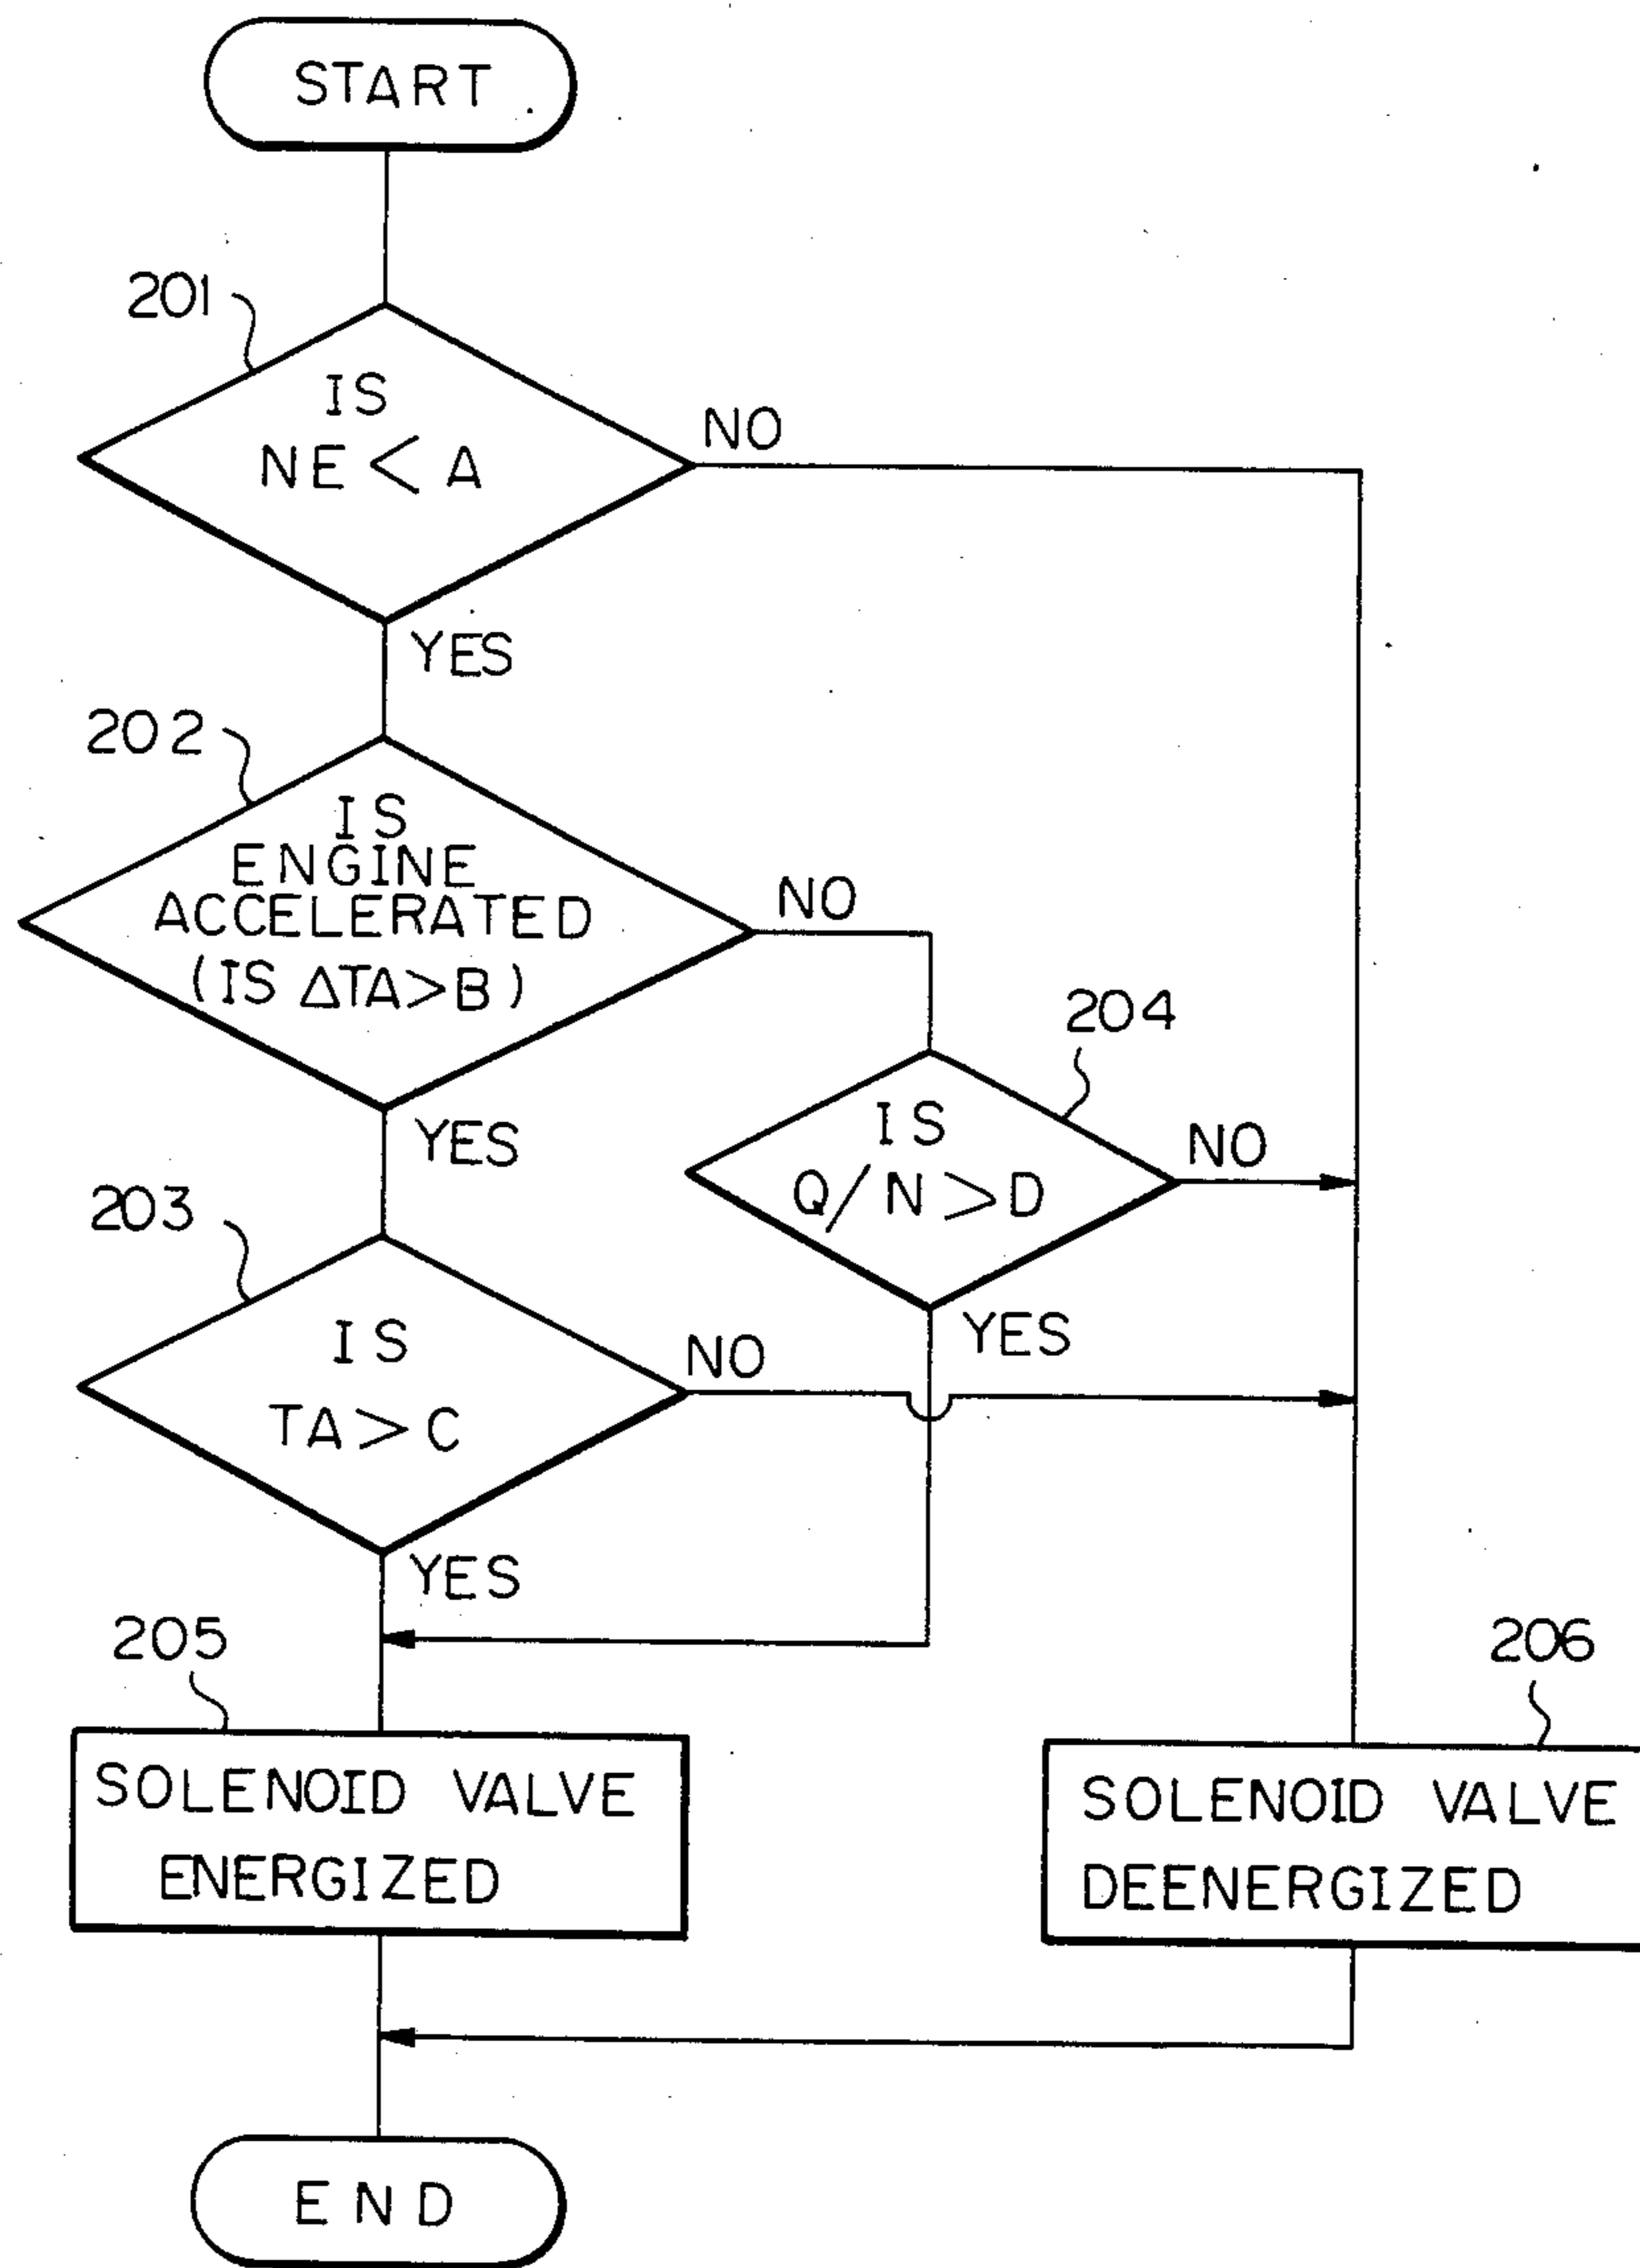 START
201
IS
NE < A
NO
YES
202
IS
ENGINE
ACCELERATED
(IS ΔTA>B)
NO
YES
204
IS
Q/N>D
NO
YES
203
IS
TA>C
NO
YES
205
SOLENOID VALVE
ENERGIZED
206
SOLENOID VALVE
DEENERGIZED
END